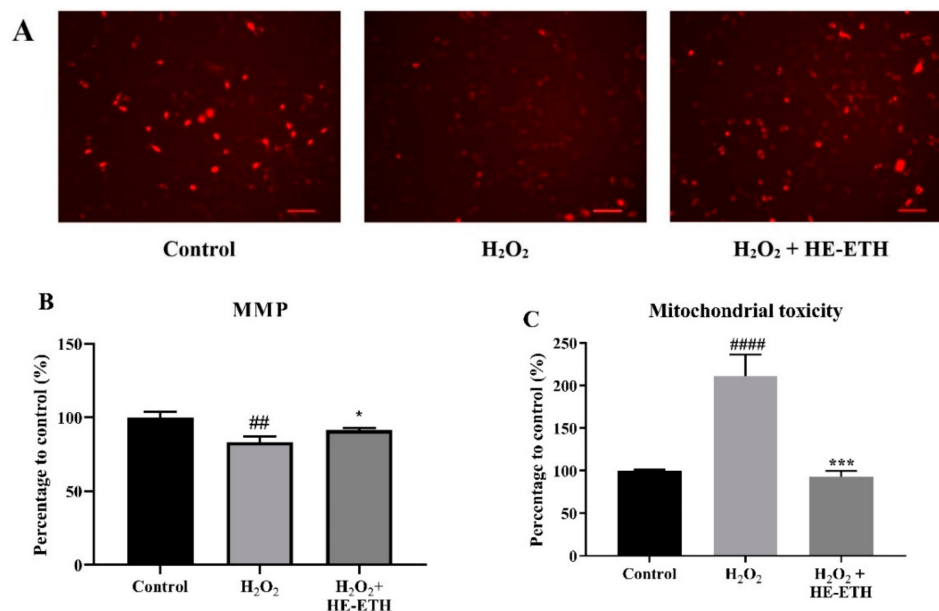 A
Control
H₂O₂
H₂O₂ + HE-ETH
B
MMP
Percentage to control (%)
150
100
50
0
##
*
Control
H₂O₂
H₂O₂+
HE-ETH
C
Mitochondrial toxicity
Percentage to control (%)
250
200
150
100
50
0
####
***
Control
H₂O₂
H₂O₂ +
HE-ETH